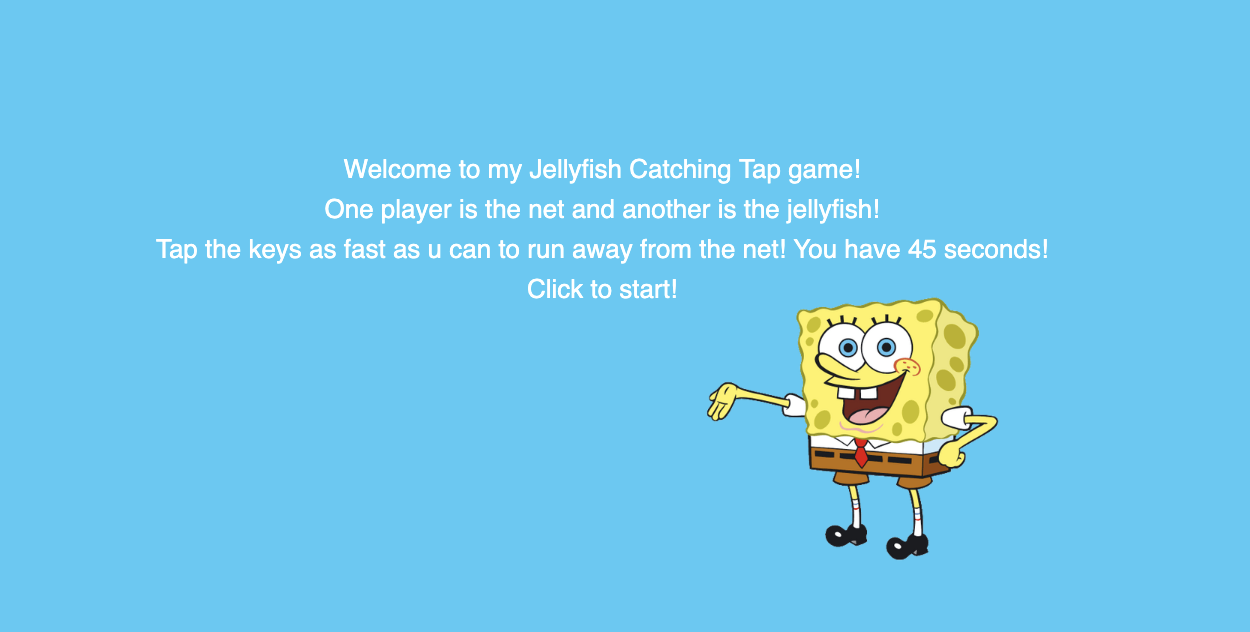 Welcome to my Jellyfish Catching Tap game!
One player is the net and another is the jellyfish!
Tap the keys as fast as u can to run away from the net! You have 45 seconds!
Click to start!